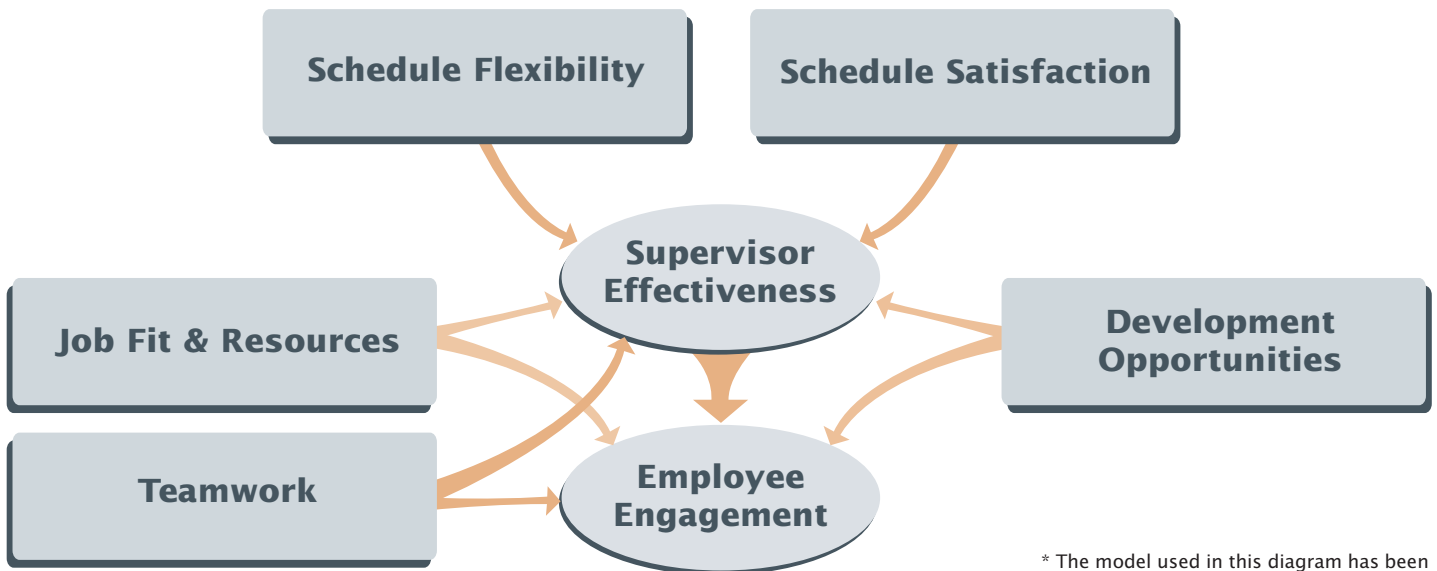 Schedule Flexibility
Schedule Satisfaction
Supervisor
Effectiveness
Job Fit & Resources
Development
Opportunities
Teamwork
Employee
Engagement
* The model used in this diagram has been